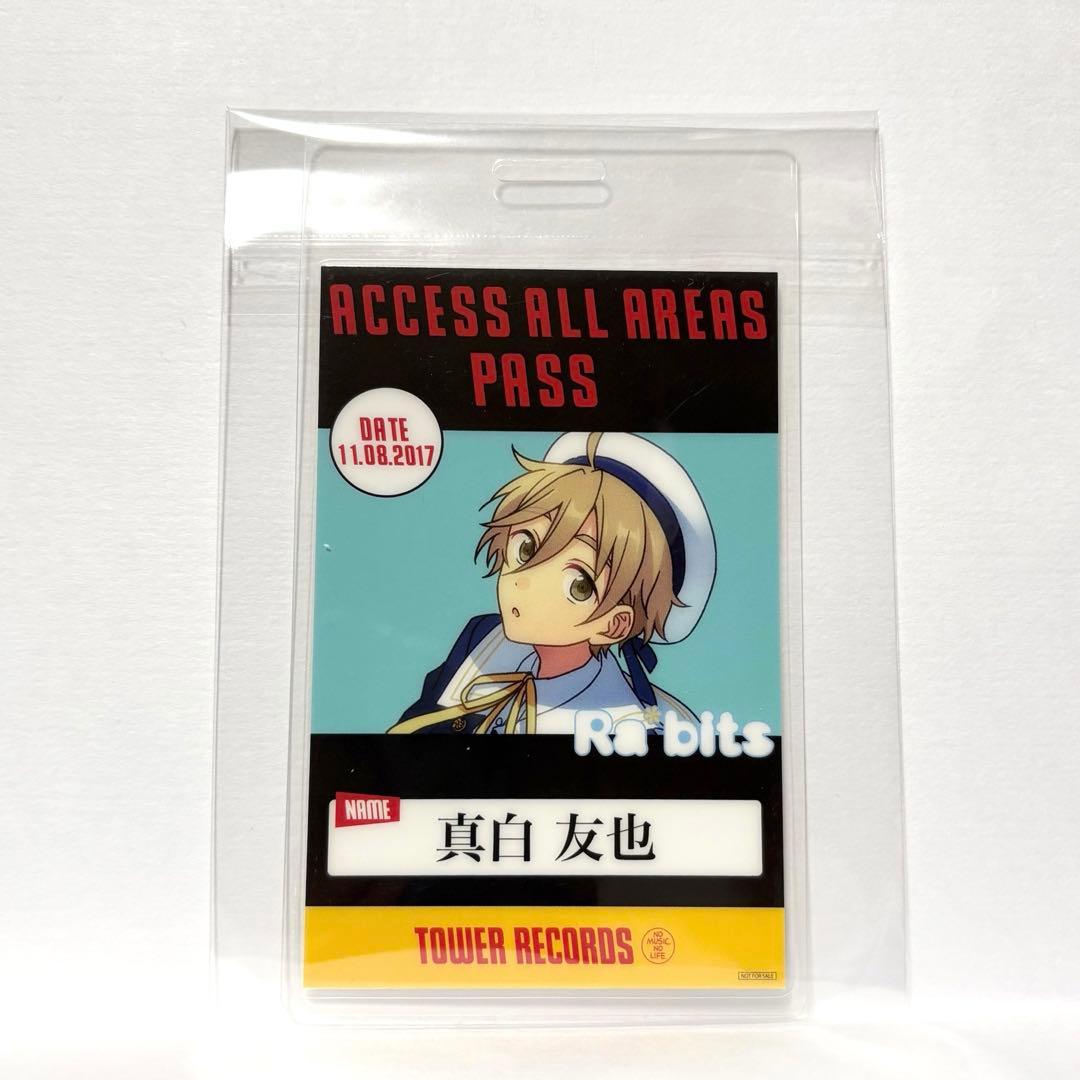 ACCESS ALL AREAS
PASS
DATE
11.08.2017
Ra*bits
NAME
真白 友也
TOWER RECORDS
NO
MUSIC,
NO
LIFE.
NOT FOR SALE